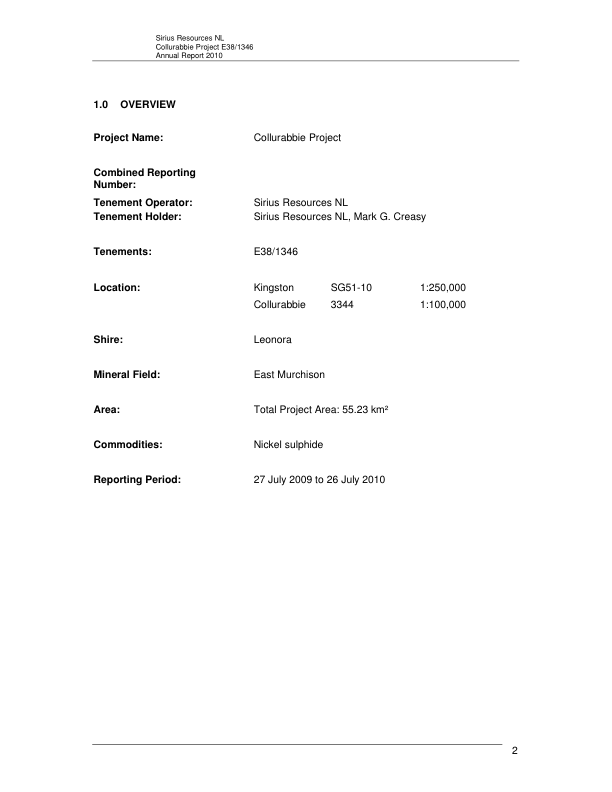 Sirius Resources NL
Collurabbie Project E38/1346
Annual Report 2010
1.0 OVERVIEW
Project Name: Collurabbie Project
Combined Reporting
Number:
Tenement Operator: Sirius Resources NL
Tenement Holder: Sirius Resources NL, Mark G. Creasy
Tenements: E38/1346
Location: Kingston SG51-10 1:250,000
Collurabbie 3344 1:100,000
Shire: Leonora
Mineral Field: East Murchison
Area: Total Project Area: 55.23 km²
Commodities: Nickel sulphide
Reporting Period: 27 July 2009 to 26 July 2010
2